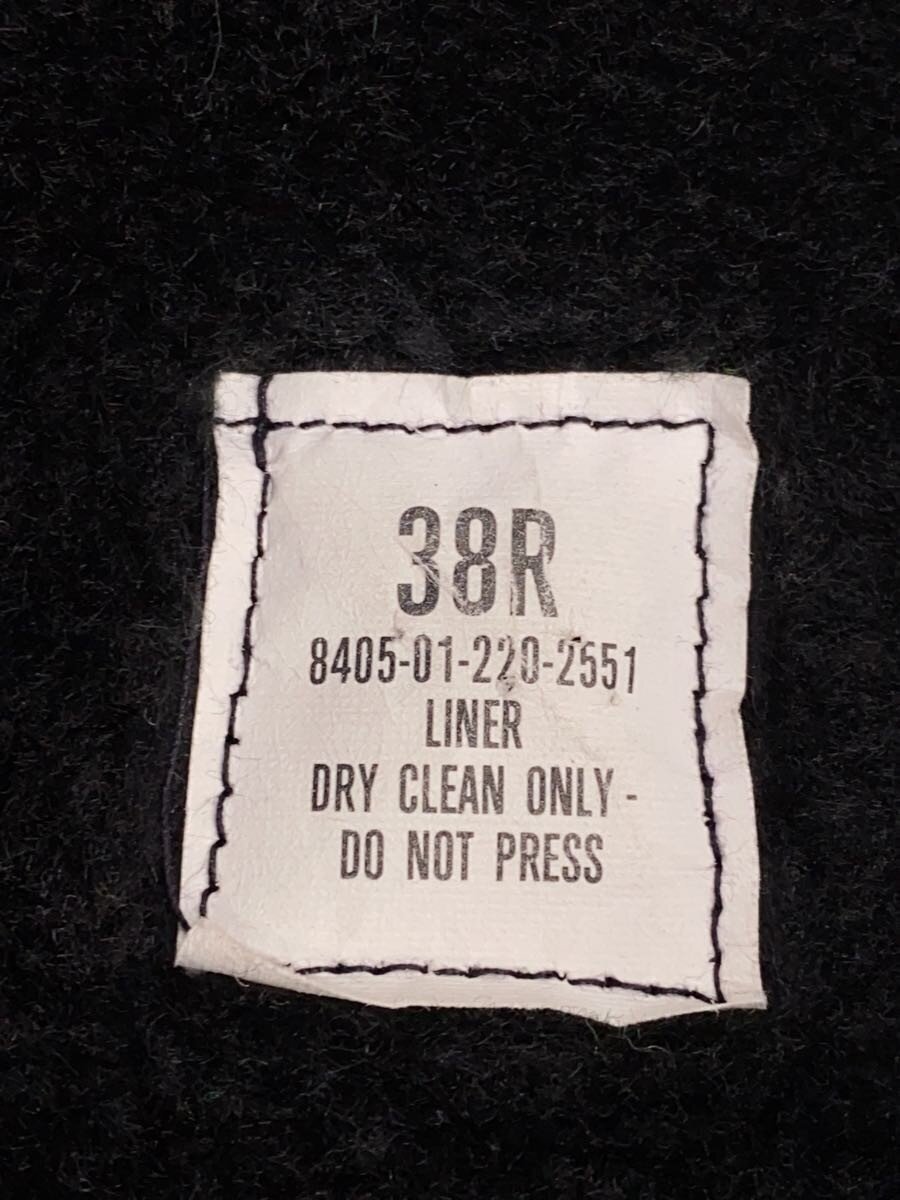 38R
8405-01-220-2551
LINER
DRY CLEAN ONLY -
DO NOT PRESS